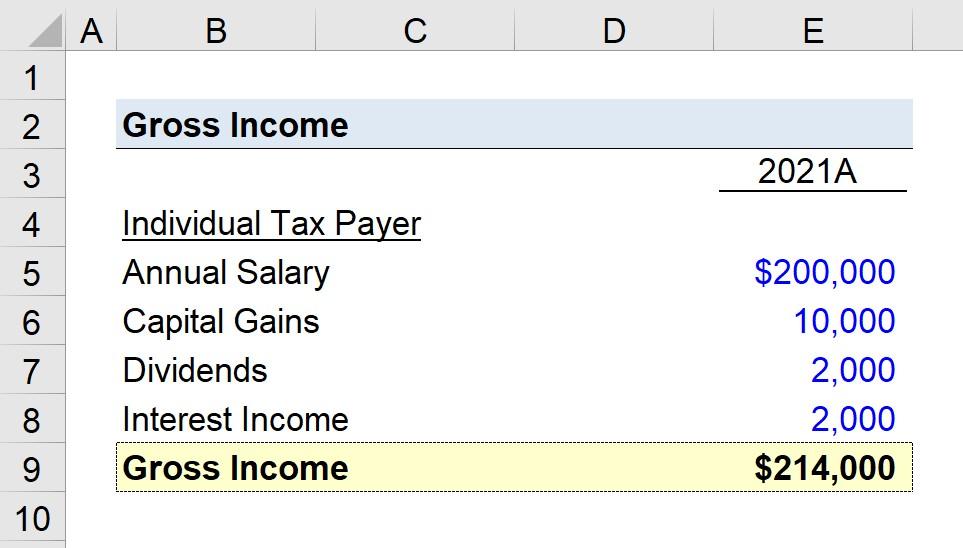 A B C D E
1
2 Gross Income
3 2021A
4 Individual Tax Payer
5 Annual Salary $200,000
6 Capital Gains 10,000
7 Dividends 2,000
8 Interest Income 2,000
9 Gross Income $214,000
10